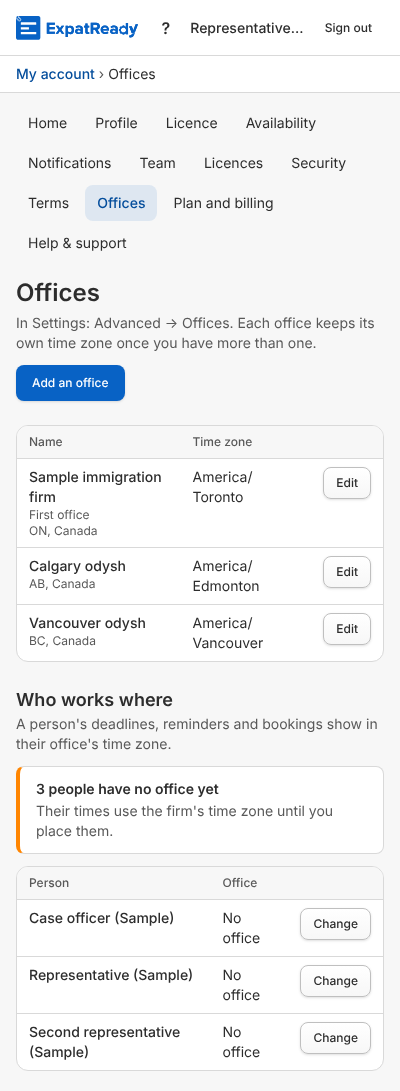 ExpatReady ? Representative... Sign out
My account › Offices
Home Profile Licence Availability
Notifications Team Licences Security
Terms Offices Plan and billing
Help & support
Offices
In Settings: Advanced → Offices. Each office keeps its
own time zone once you have more than one.
Add an office
Name Time zone
Sample immigration
firm
First office
ON, Canada
America/
Toronto
Edit
Calgary odysh
AB, Canada
America/
Edmonton
Edit
Vancouver odysh
BC, Canada
America/
Vancouver
Edit
Who works where
A person's deadlines, reminders and bookings show in
their office's time zone.
3 people have no office yet
Their times use the firm's time zone until you
place them.
Person Office
Case officer (Sample)
No
office
Change
Representative (Sample)
No
office
Change
Second representative
(Sample)
No
office
Change